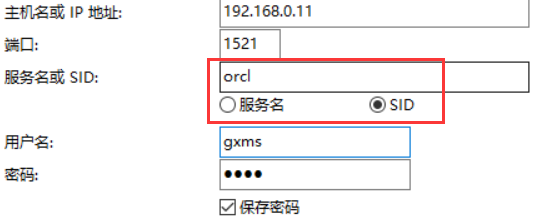 主机名或 IP 地址: 192.168.0.11
端口: 1521
服务名或 SID: orcl
服务名 SID
用户名: gxms
密码: ●●●●
保存密码